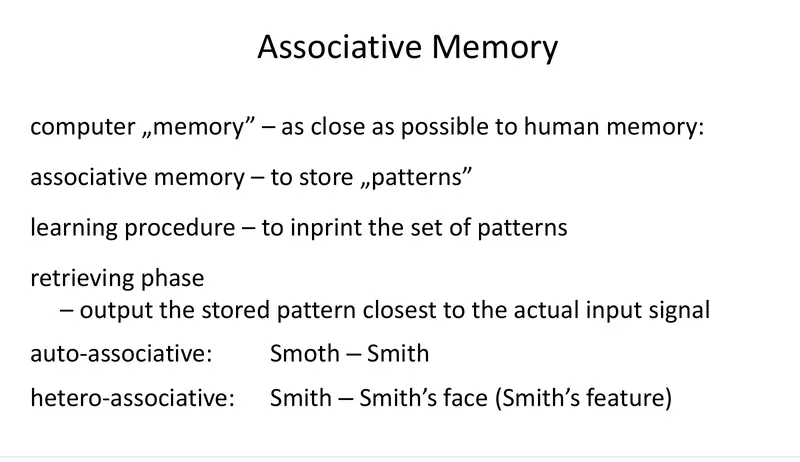 Associative Memory
computer „memory” – as close as possible to human memory:
associative memory – to store „patterns”
learning procedure – to inprint the set of patterns
retrieving phase
– output the stored pattern closest to the actual input signal
auto-associative: Smoth – Smith
hetero-associative: Smith – Smith’s face (Smith’s feature)